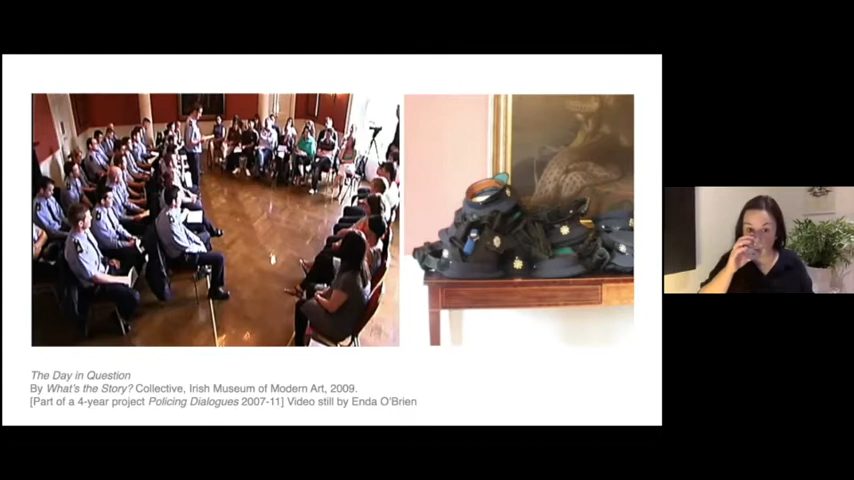 The Day in Question
By What's the Story? Collective, Irish Museum of Modern Art, 2009.
[Part of a 4-year project Policing Dialogues 2007-11] Video still by Enda O'Brien